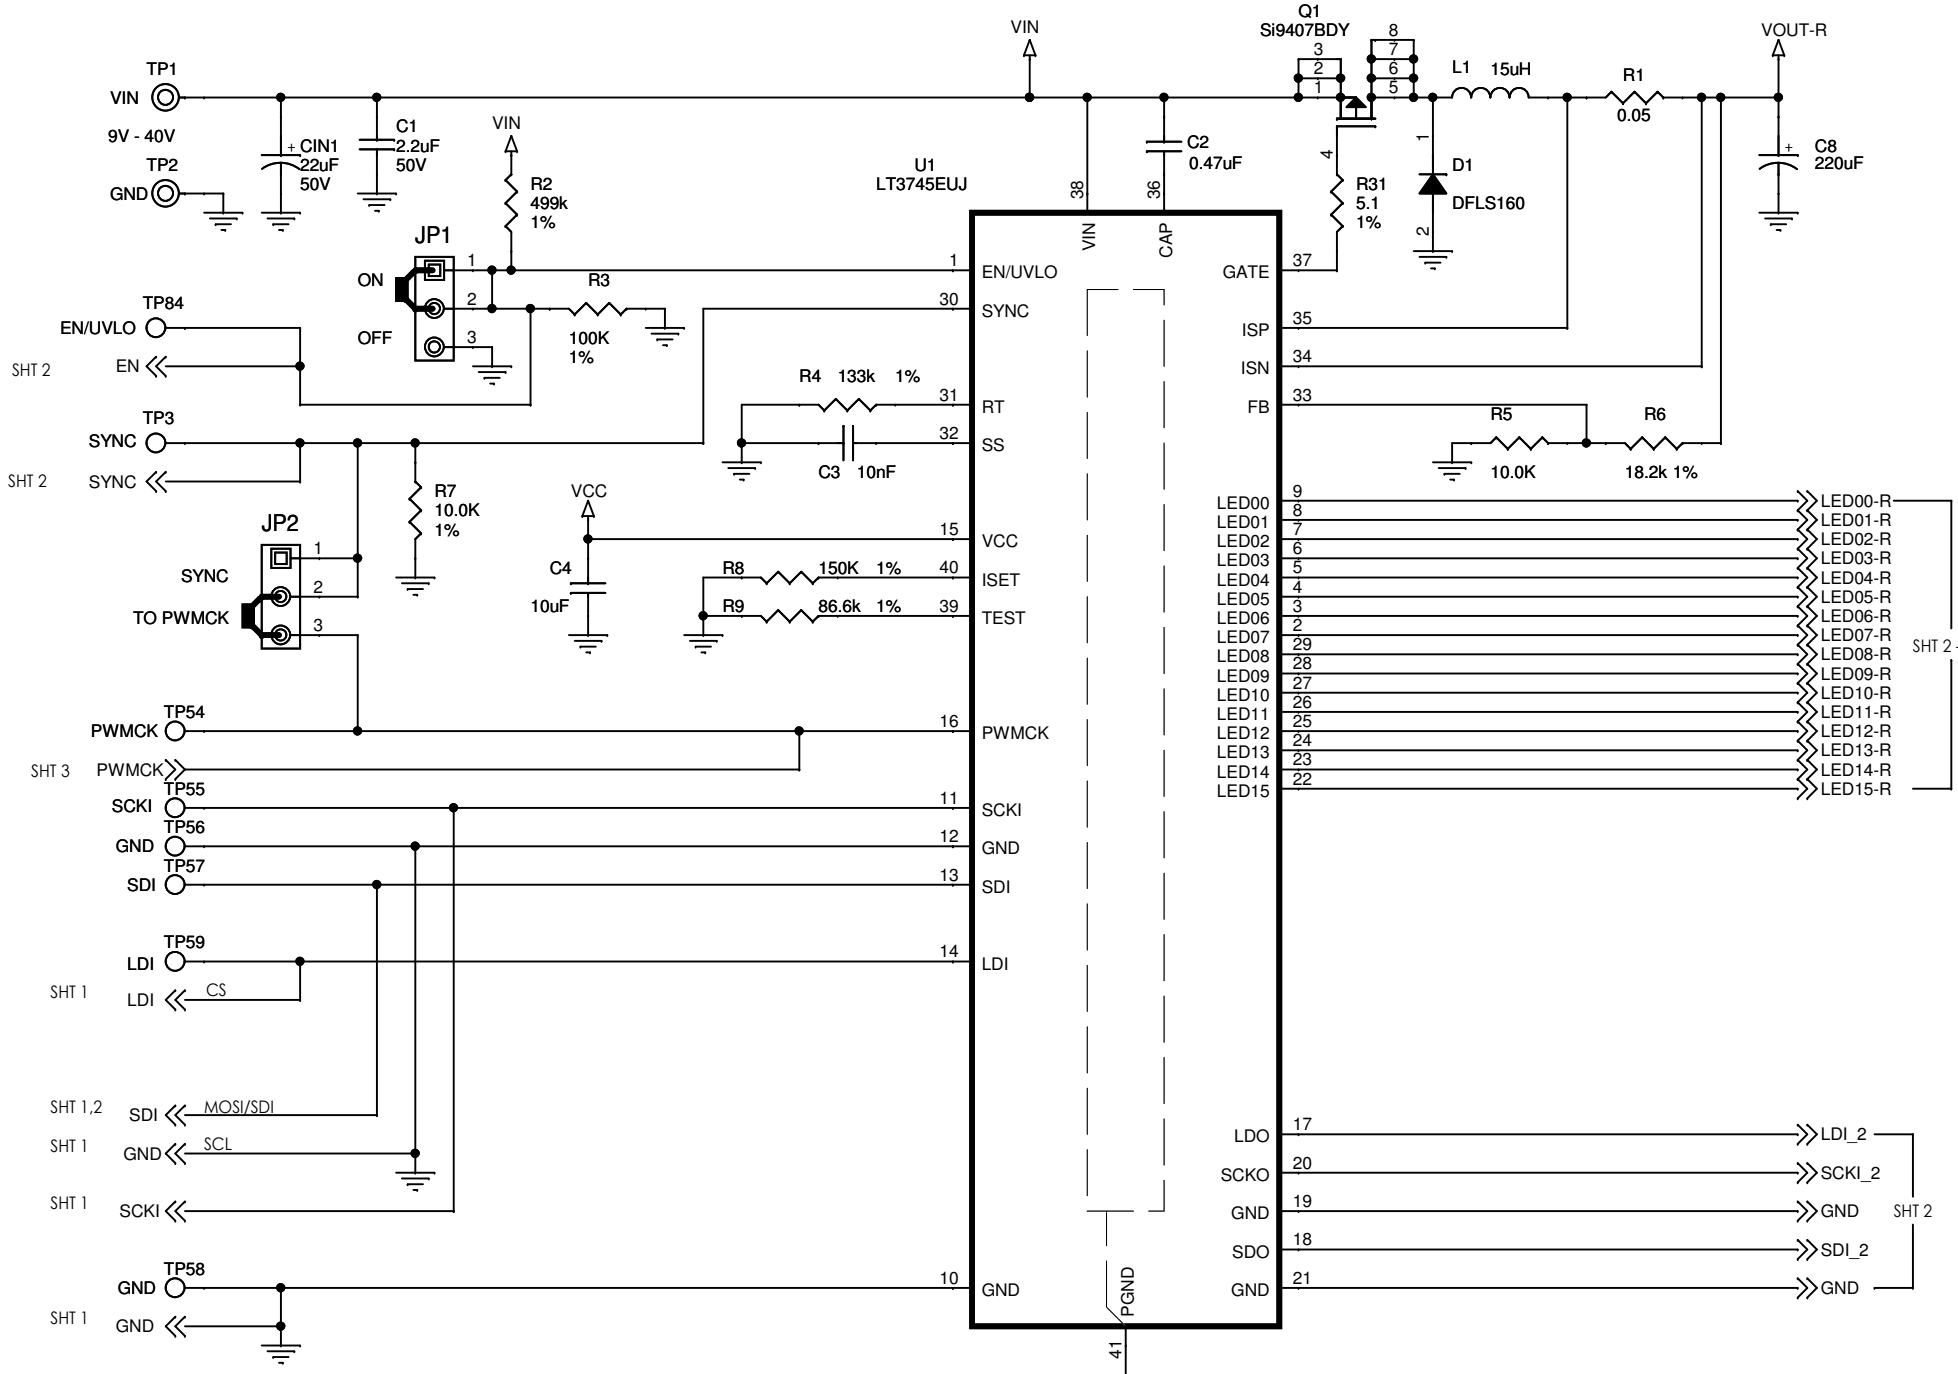 TP1
VIN
9V - 40V
TP2
GND
+ CIN1
22uF
50V
C1
2.2uF
50V
VIN
R2
499k
1%
VIN
U1
LT3745EUJ
C2
0.47uF
38
36
Q1
Si9407BDY
3
2
1
8
7
6
5
4
R31
5.1
1%
L1 15uH
1
D1
DFLS160
2
R1
0.05
VOUT-R
+ C8
220uF
JP1
ON
OFF
1
2
3
R3
100K
1%
TP84
EN/UVLO
SHT 2 EN
TP3
SYNC
SHT 2 SYNC
R7
10.0K
1%
JP2
SYNC
TO PWMCK
1
2
3
R4 133k 1%
C3 10nF
VCC
C4
10uF
R8 150K 1%
R9 86.6k 1%
TP54
PWMCK
SHT 3 PWMCK
TP55
SCKI
TP56
GND
TP57
SDI
TP59
LDI
SHT 1 LDI CS
SHT 1,2 SDI MOSI/SDI
SHT 1 GND SCL
SHT 1 SCKI
TP58
GND
SHT 1 GND
VIN
CAP
1 EN/UVLO
30 SYNC
31 RT
32 SS
15 VCC
40 ISET
39 TEST
16 PWMCK
11 SCKI
12 GND
13 SDI
14 LDI
10 GND
PGND
41
GATE 37
ISP 35
ISN 34
FB 33
R5
10.0K
R6
18.2k 1%
LED00 9 LED00-R
LED01 8 LED01-R
LED02 7 LED02-R
LED03 6 LED03-R
LED04 5 LED04-R
LED05 4 LED05-R
LED06 3 LED06-R
LED07 2 LED07-R
LED08 29 LED08-R
LED09 28 LED09-R
LED10 27 LED10-R
LED11 26 LED11-R
LED12 25 LED12-R
LED13 24 LED13-R
LED14 23 LED14-R
LED15 22 LED15-R
SHT 2
LDO 17 LDI_2
SCKO 20 SCKI_2
GND 19 GND
SDO 18 SDI_2
GND 21 GND
SHT 2